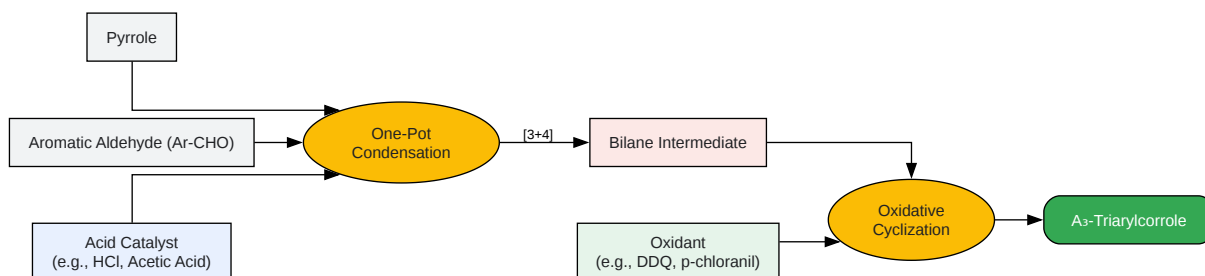 Pyrrole
Aromatic Aldehyde (Ar-CHO)
Acid Catalyst
(e.g., HCl, Acetic Acid)
One-Pot
Condensation
[3+4]
Bilane Intermediate
Oxidant
(e.g., DDQ, p-chloranil)
Oxidative
Cyclization
A₃-Triarylcorrole